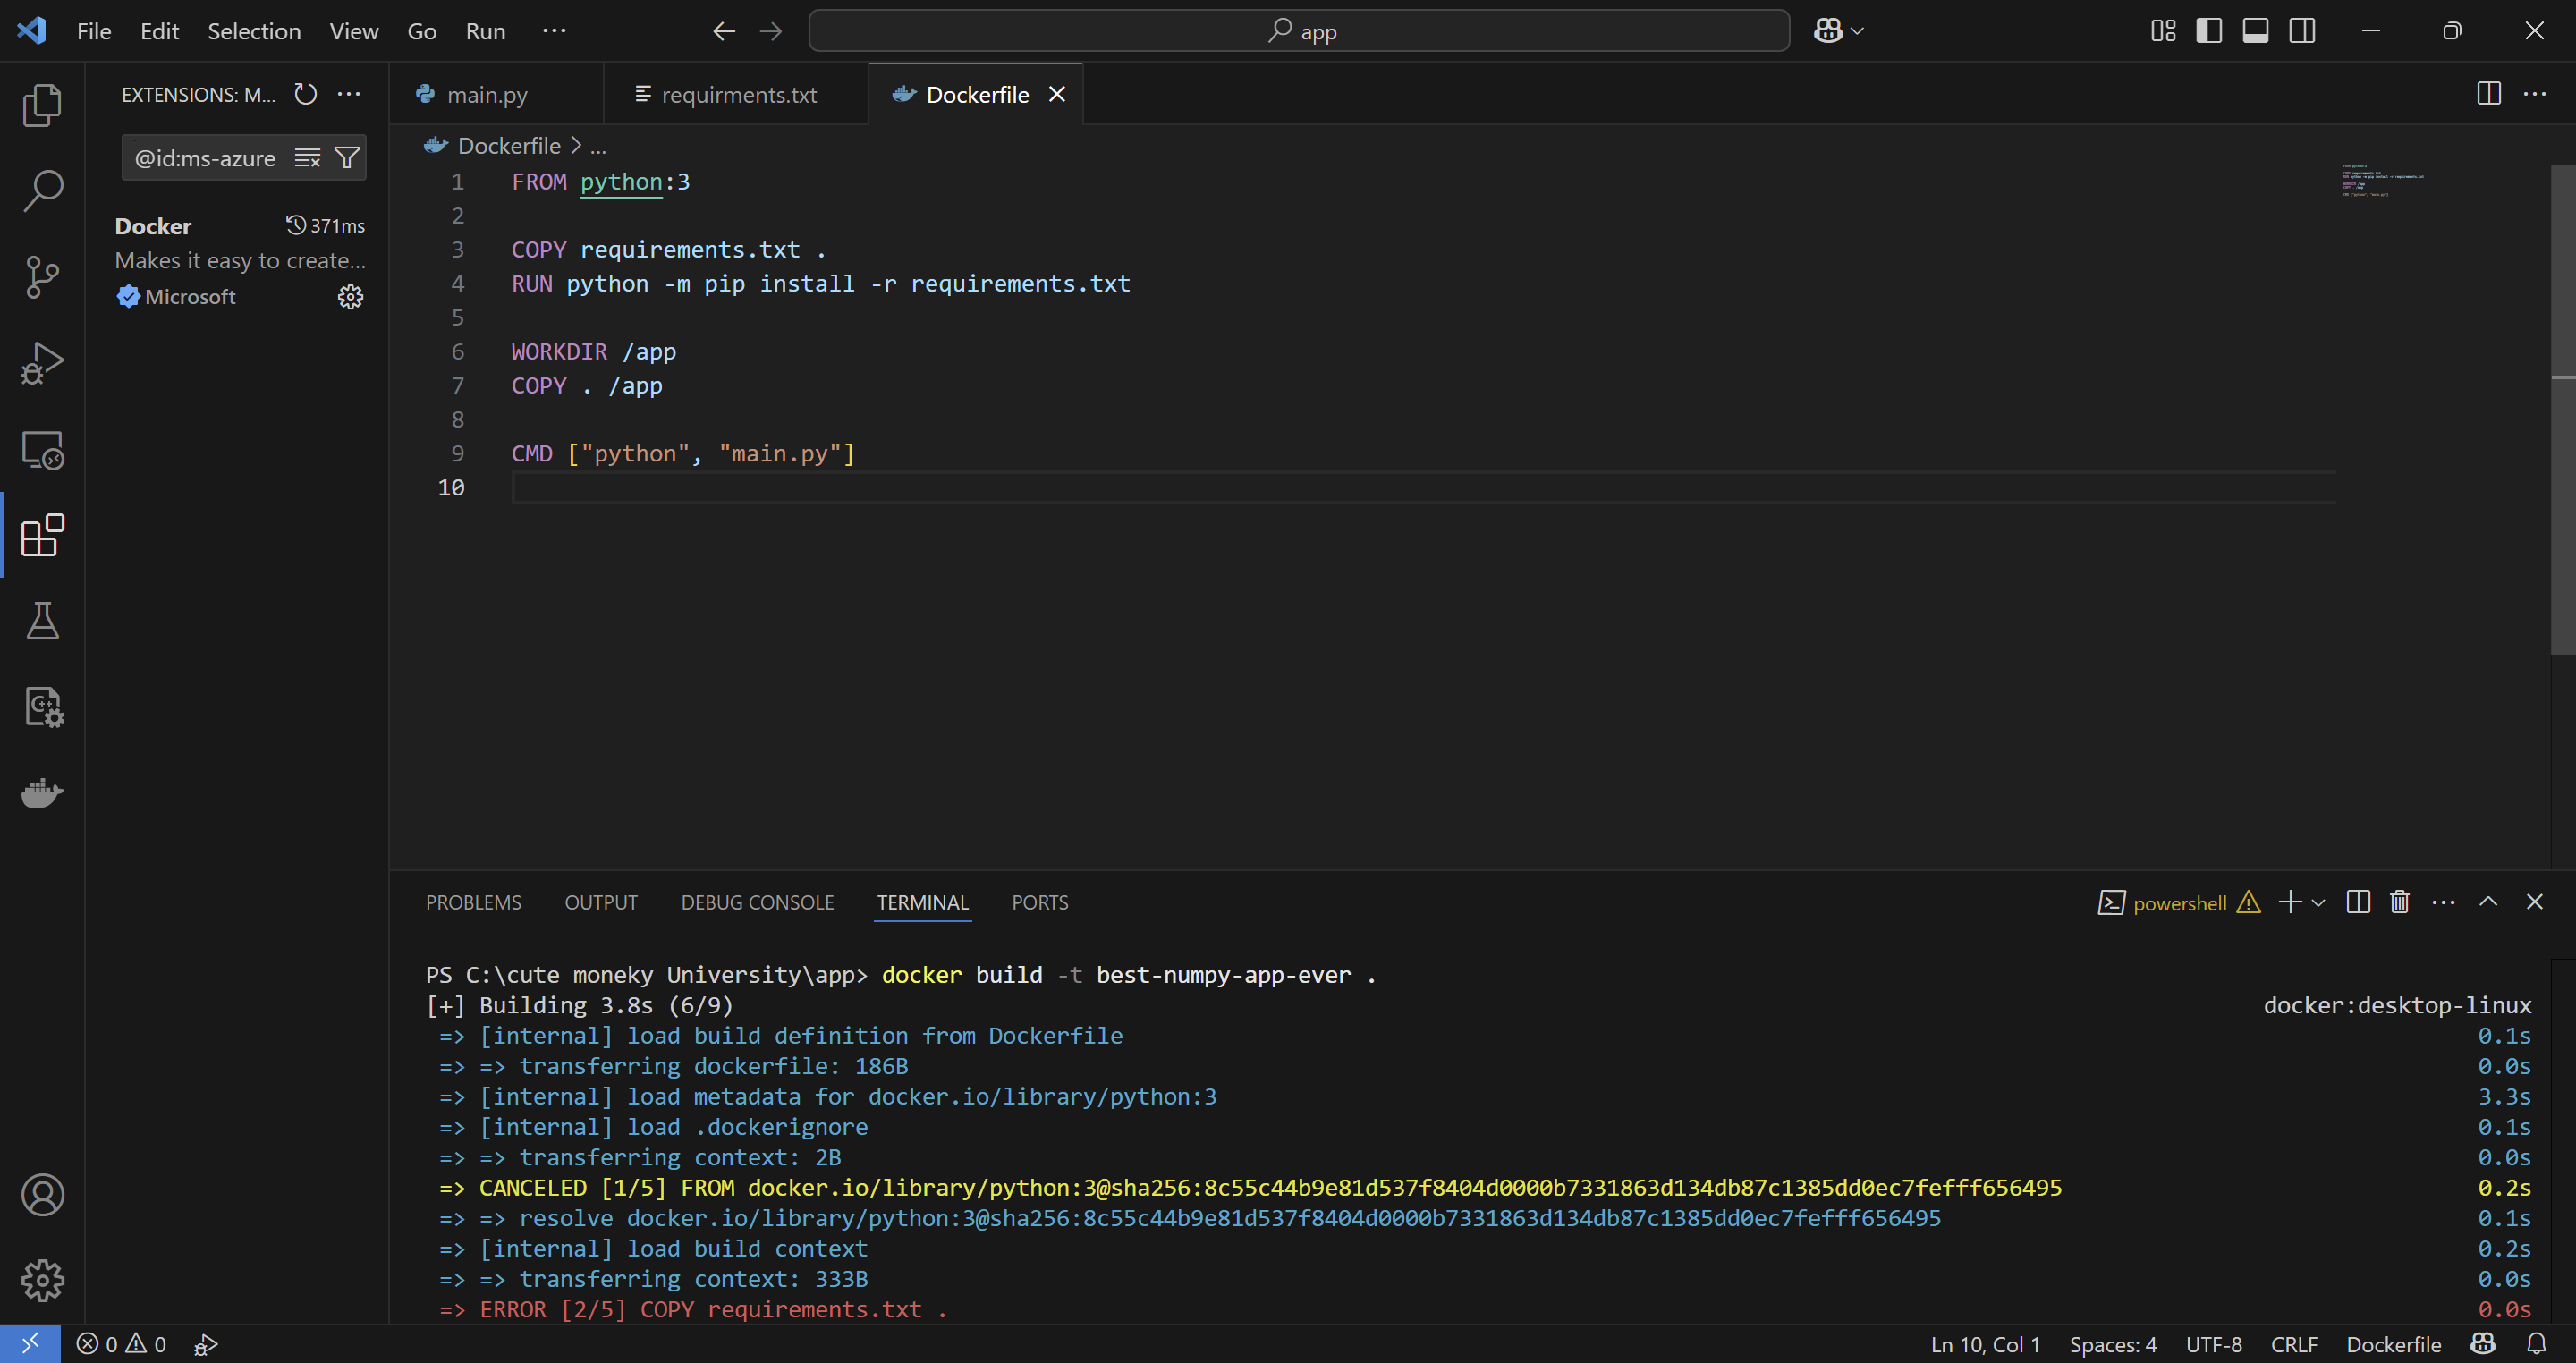 File Edit Selection View Go Run ...
app
EXTENSIONS: M...
main.py
requirments.txt
Dockerfile
@id:ms-azure
Docker 371ms
Makes it easy to create...
Microsoft
Dockerfile > ...
1 FROM python:3
2
3 COPY requirements.txt .
4 RUN python -m pip install -r requirements.txt
5
6 WORKDIR /app
7 COPY . /app
8
9 CMD ["python", "main.py"]
10
PROBLEMS OUTPUT DEBUG CONSOLE TERMINAL PORTS
powershell
PS C:\cute moneky University\app> docker build -t best-numpy-app-ever .
[+] Building 3.8s (6/9) docker:desktop-linux
=> [internal] load build definition from Dockerfile 0.1s
=> => transferring dockerfile: 186B 0.0s
=> [internal] load metadata for docker.io/library/python:3 3.3s
=> [internal] load .dockerignore 0.1s
=> => transferring context: 2B 0.0s
=> CANCELED [1/5] FROM docker.io/library/python:3@sha256:8c55c44b9e81d537f8404d0000b7331863d134db87c1385dd0ec7fefff656495 0.2s
=> => resolve docker.io/library/python:3@sha256:8c55c44b9e81d537f8404d0000b7331863d134db87c1385dd0ec7fefff656495 0.1s
=> [internal] load build context 0.2s
=> => transferring context: 333B 0.0s
=> ERROR [2/5] COPY requirements.txt . 0.0s
0 0 Ln 10, Col 1 Spaces: 4 UTF-8 CRLF Dockerfile